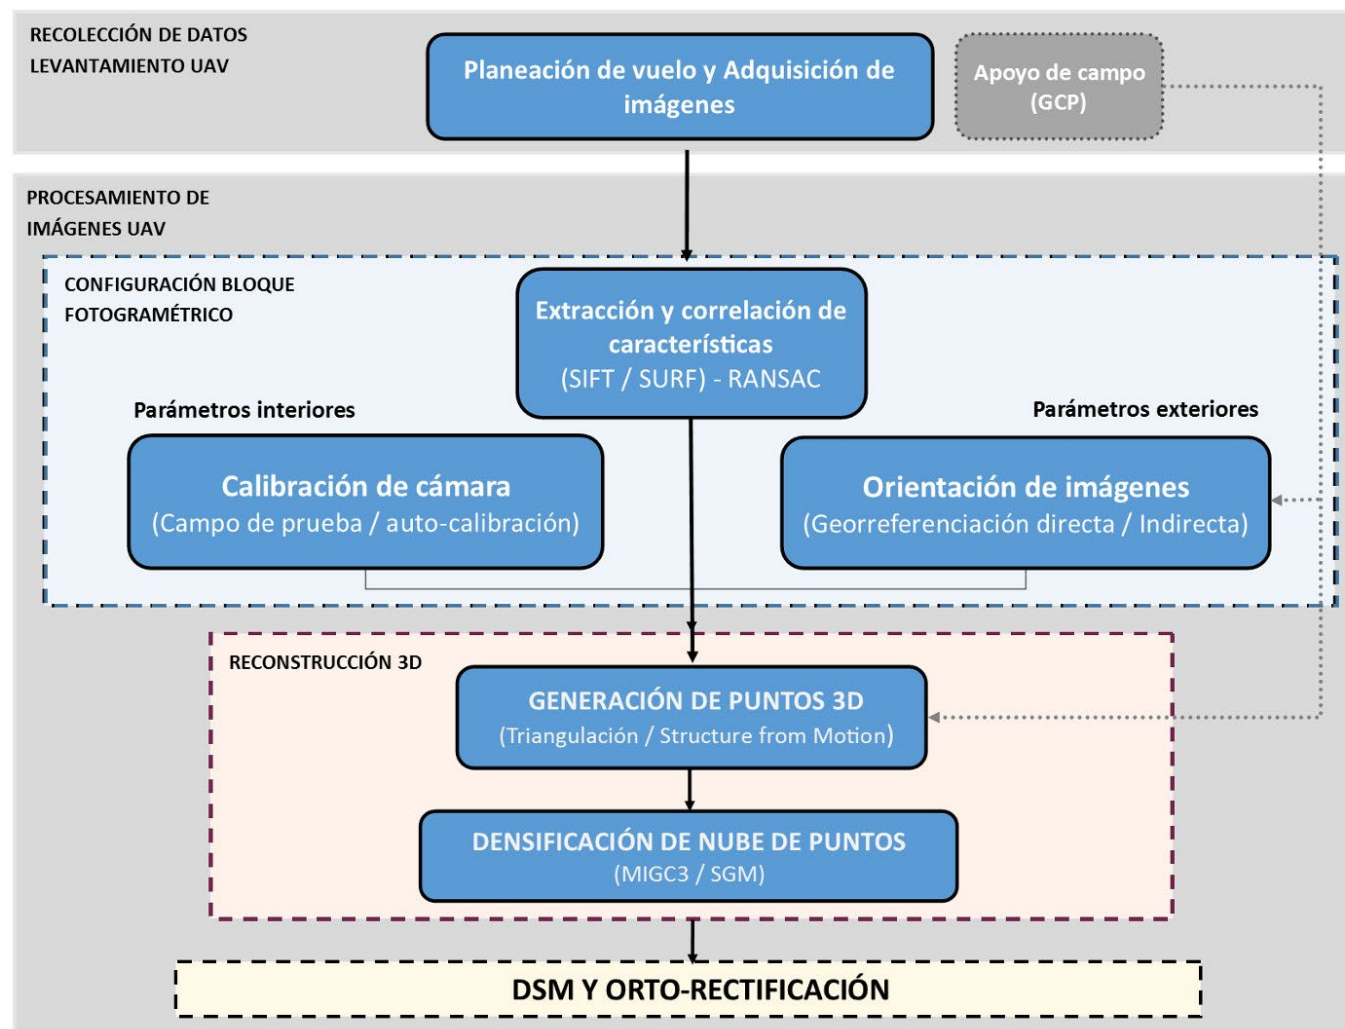 RECOLECCIÓN DE DATOS
LEVANTAMIENTO UAV
Planeación de vuelo y Adquisición de
imágenes
Apoyo de campo
(GCP)
PROCESAMIENTO DE
IMÁGENES UAV
CONFIGURACIÓN BLOQUE
FOTOGRAMÉTRICO
Extracción y correlación de
características
(SIFT / SURF) - RANSAC
Parámetros interiores
Parámetros exteriores
Calibración de cámara
(Campo de prueba / auto-calibración)
Orientación de imágenes
(Georreferenciación directa / Indirecta)
RECONSTRUCCIÓN 3D
GENERACIÓN DE PUNTOS 3D
(Triangulación / Structure from Motion)
DENSIFICACIÓN DE NUBE DE PUNTOS
(MIGC3 / SGM)
DSM Y ORTO-RECTIFICACIÓN